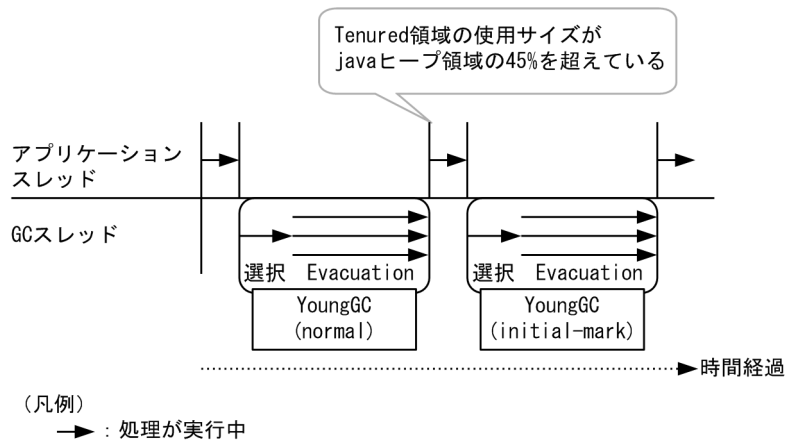 Tenured領域の使用サイズが
javaヒープ領域の45%を超えている
アプリケーション
スレッド
GCスレッド
選択 Evacuation
選択 Evacuation
YoungGC
(normal)
YoungGC
(initial-mark)
時間経過
(凡例)
：処理が実行中